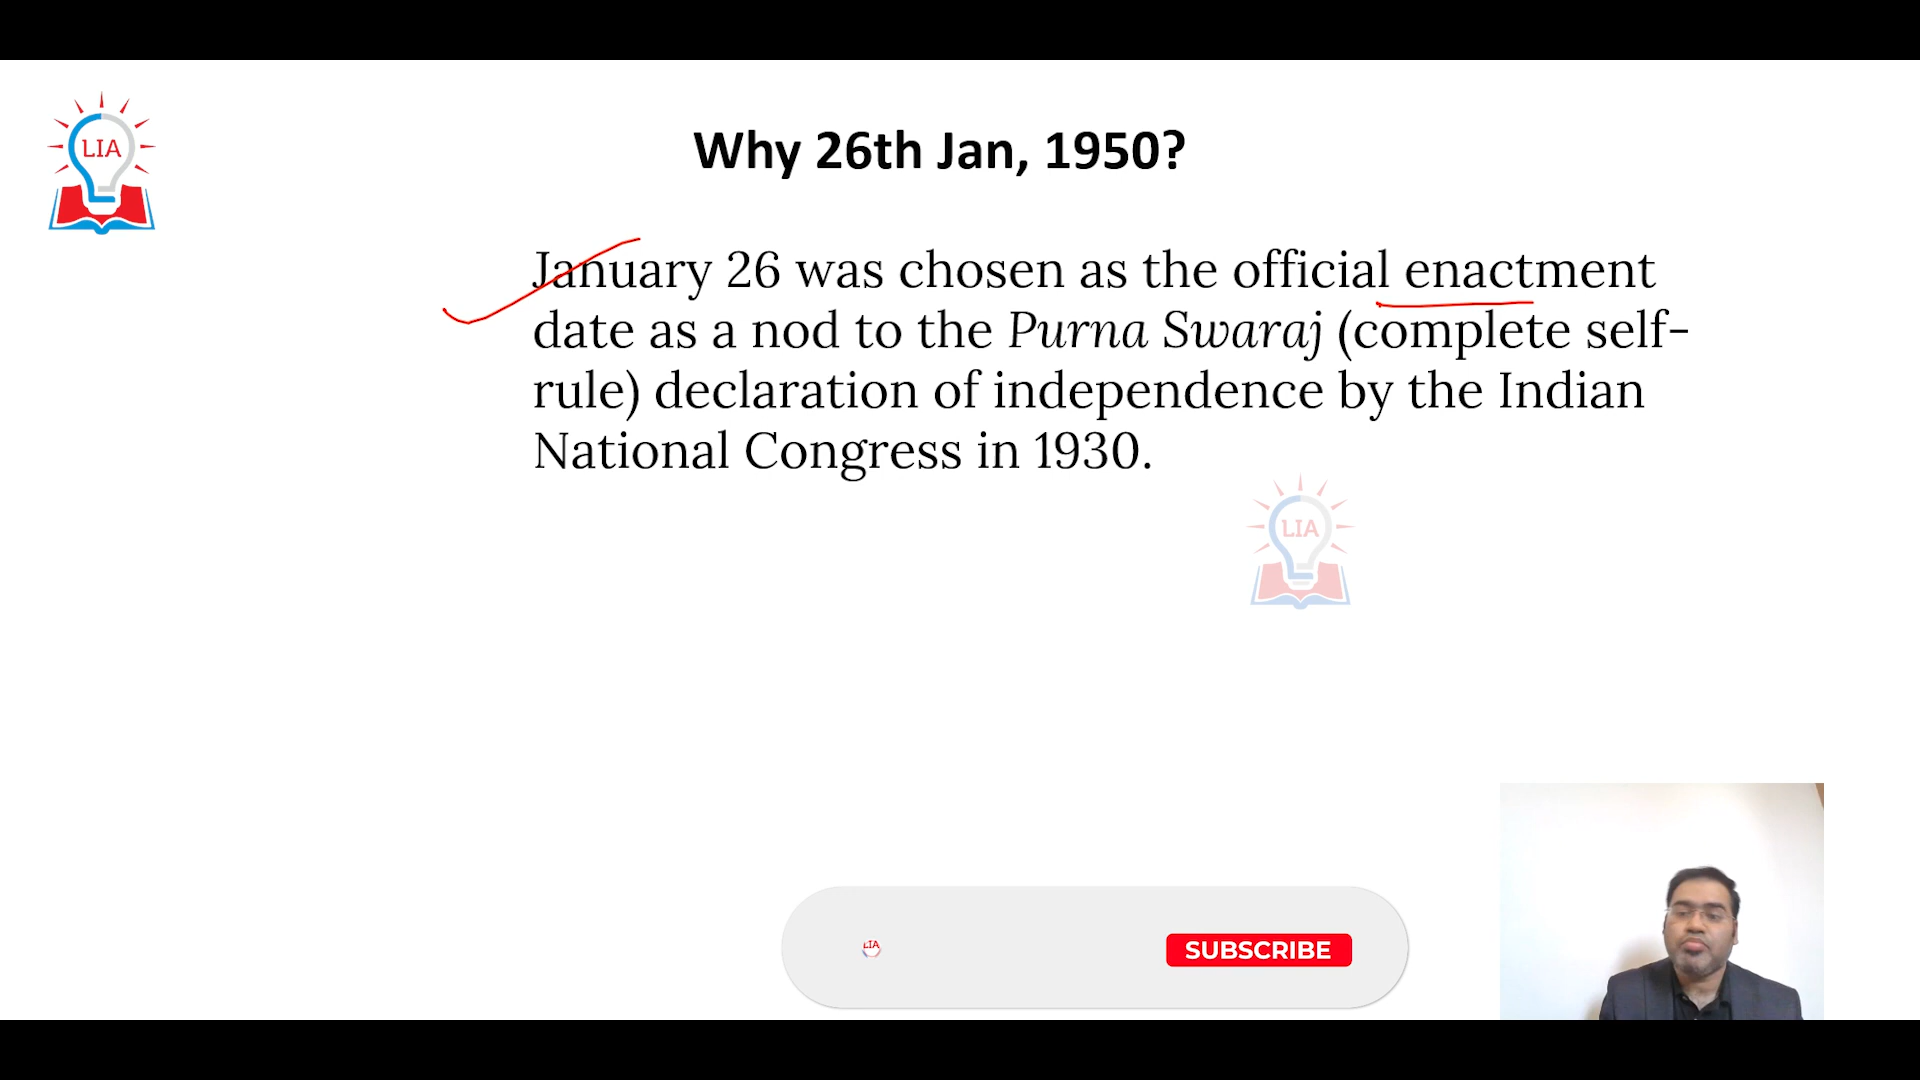 LIA
Why 26th Jan, 1950?
January 26 was chosen as the official enactment
date as a nod to the Purna Swaraj (complete self-
rule) declaration of independence by the Indian
National Congress in 1930.
LIA
LIA
SUBSCRIBE